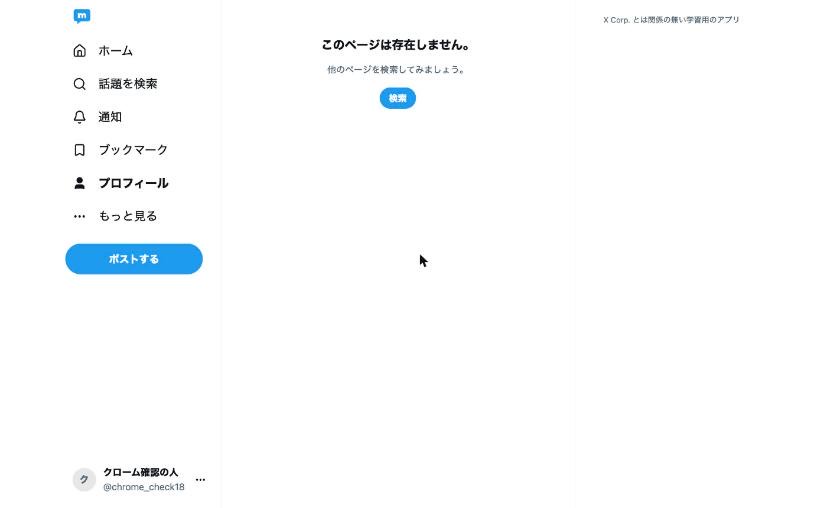 m
ホーム
話題を検索
通知
ブックマーク
プロフィール
もっと見る
ポストする
ク
クローム確認の人
@chrome_check18
このページは存在しません。
他のページを検索してみましょう。
検索
X Corp. とは関係の無い学習用のアプリ